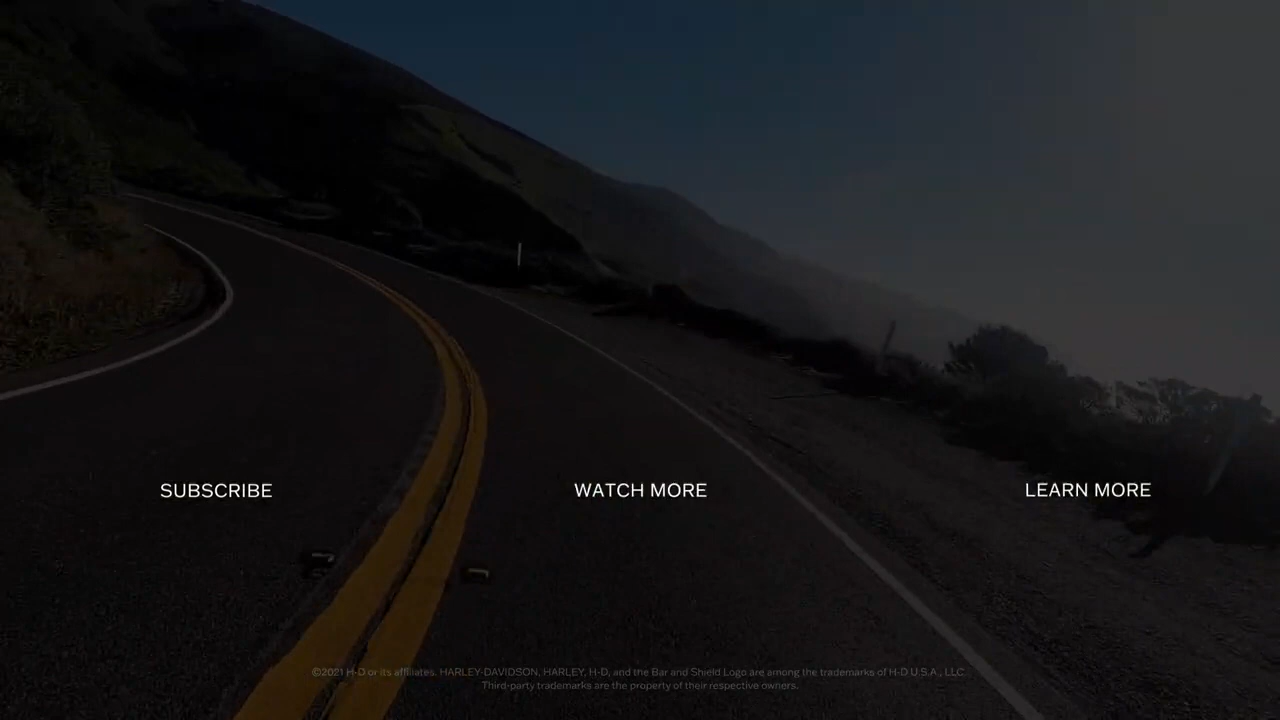 SUBSCRIBE WATCH MORE LEARN MORE
©2021 H-D or its affiliates. HARLEY-DAVIDSON, HARLEY, H-D, and the Bar and Shield Logo are among the trademarks of H-D U.S.A., LLC.
Third-party trademarks are the property of their respective owners.